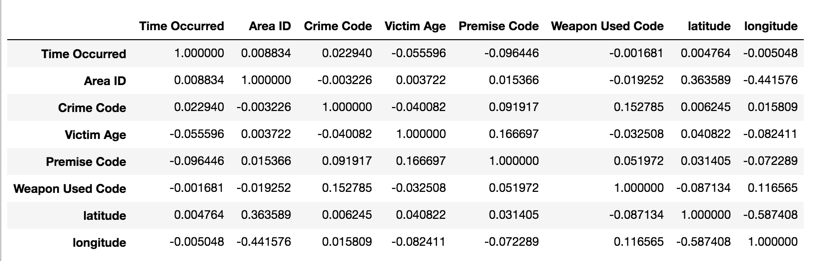 Time Occurred Area ID Crime Code Victim Age Premise Code Weapon Used Code latitude longitude
Time Occurred 1.000000 0.008834 0.022940 -0.055596 -0.096446 -0.001681 0.004764 -0.005048
Area ID 0.008834 1.000000 -0.003226 0.003722 0.015366 -0.019252 0.363589 -0.441576
Crime Code 0.022940 -0.003226 1.000000 -0.040082 0.091917 0.152785 0.006245 0.015809
Victim Age -0.055596 0.003722 -0.040082 1.000000 0.166697 -0.032508 0.040822 -0.082411
Premise Code -0.096446 0.015366 0.091917 0.166697 1.000000 0.051972 0.031405 -0.072289
Weapon Used Code -0.001681 -0.019252 0.152785 -0.032508 0.051972 1.000000 -0.087134 0.116565
latitude 0.004764 0.363589 0.006245 0.040822 0.031405 -0.087134 1.000000 -0.587408
longitude -0.005048 -0.441576 0.015809 -0.082411 -0.072289 0.116565 -0.587408 1.000000